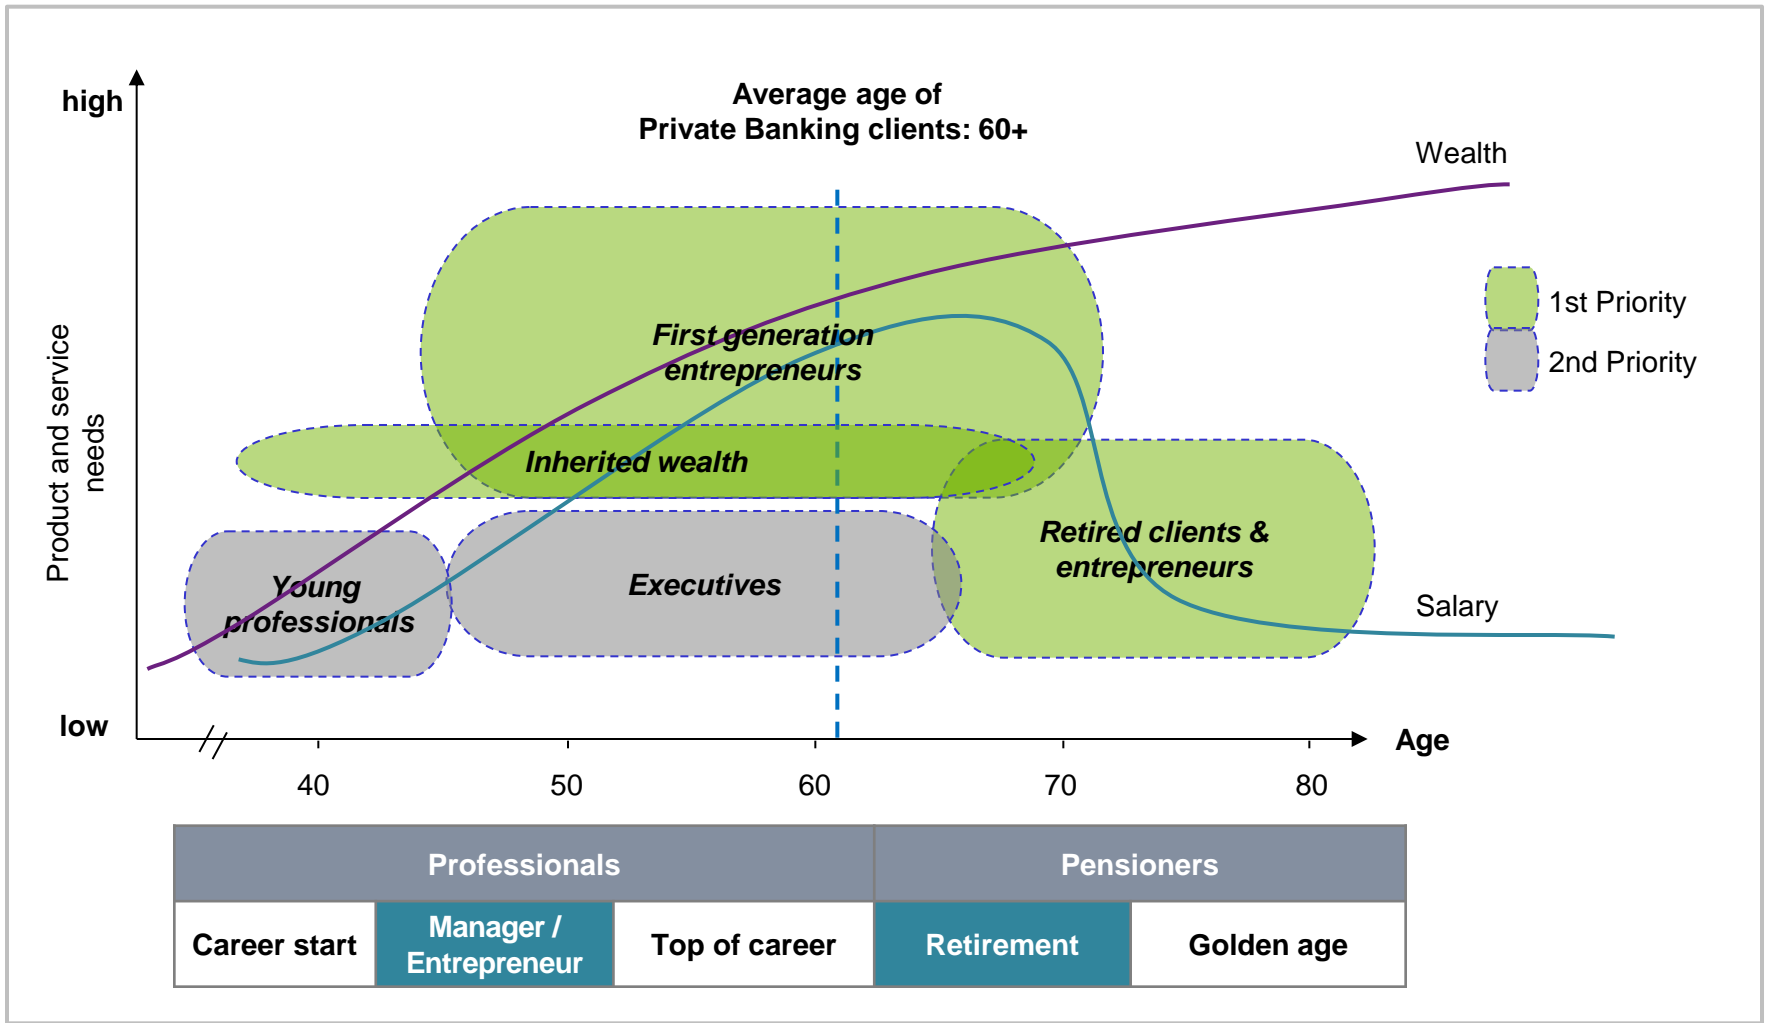 high
Average age of
Private Banking clients: 60+
Wealth
1st Priority
2nd Priority
First generation
entrepreneurs
Inherited wealth
Product and service
needs
Young
professionals
Executives
Retired clients &
entrepreneurs
Salary
low
Age
40 50 60 70 80
Professionals Pensioners
Career start
Manager /
Entrepreneur
Top of career
Retirement
Golden age